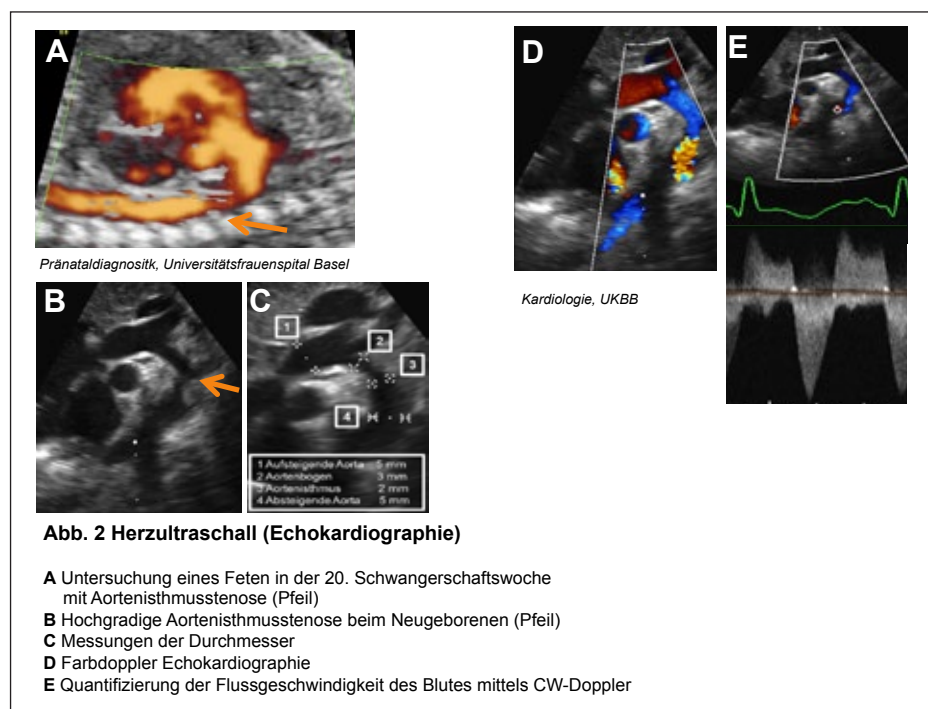 A
D
E
Pränataldiagnositk, Universitätsfrauenspital Basel
Kardiologie, UKBB
B
C
1
2
3
4
1 Aufsteigende Aorta 5 mm
2 Aortenbogen 3 mm
3 Aortenisthmus 2 mm
4 Absteigende Aorta 5 mm
Abb. 2 Herzultraschall (Echokardiographie)
A Untersuchung eines Feten in der 20. Schwangerschaftswoche
mit Aortenisthmusstenose (Pfeil)
B Hochgradige Aortenisthmusstenose beim Neugeborenen (Pfeil)
C Messungen der Durchmesser
D Farbdoppler Echokardiographie
E Quantifizierung der Flussgeschwindigkeit des Blutes mittels CW-Doppler